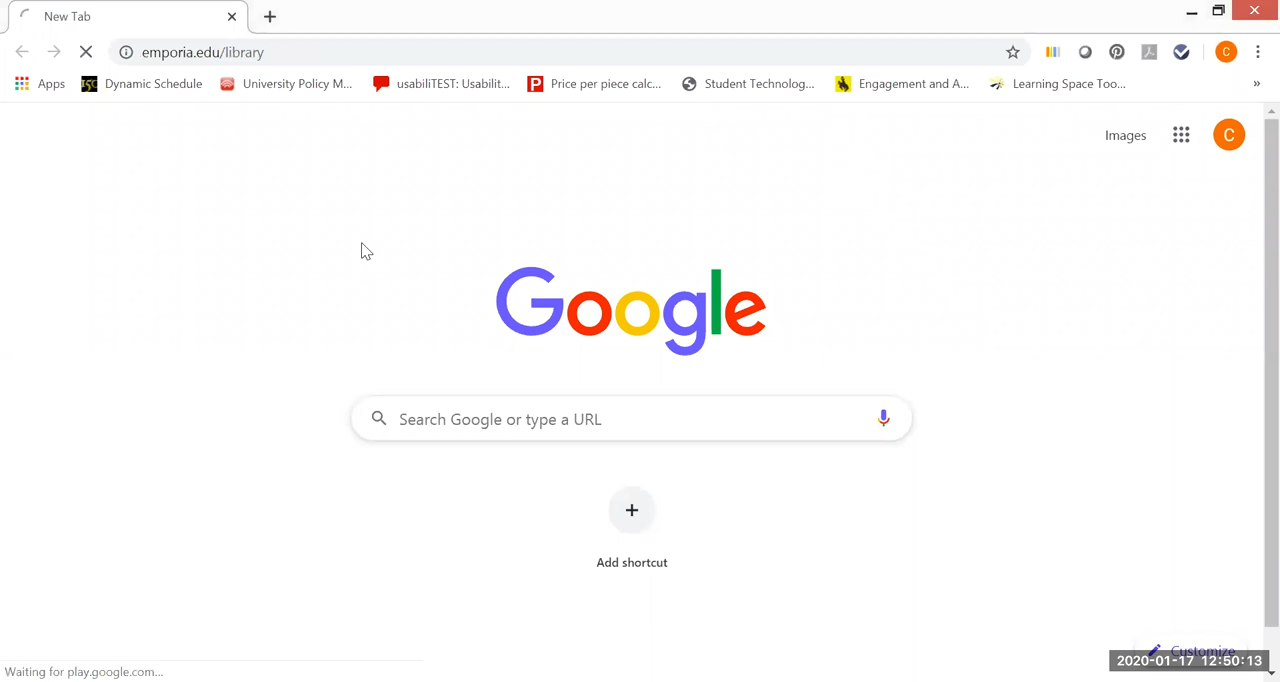 New Tab
emporia.edu/library
C
Apps
Dynamic Schedule
University Policy M...
usabiliTEST: Usabilit...
Price per piece calc...
Student Technolog...
Engagement and A...
Learning Space Too...
»
Images
C
Google
Search Google or type a URL
Add shortcut
Customize
2020-01-17 12:50:13
Waiting for play.google.com...